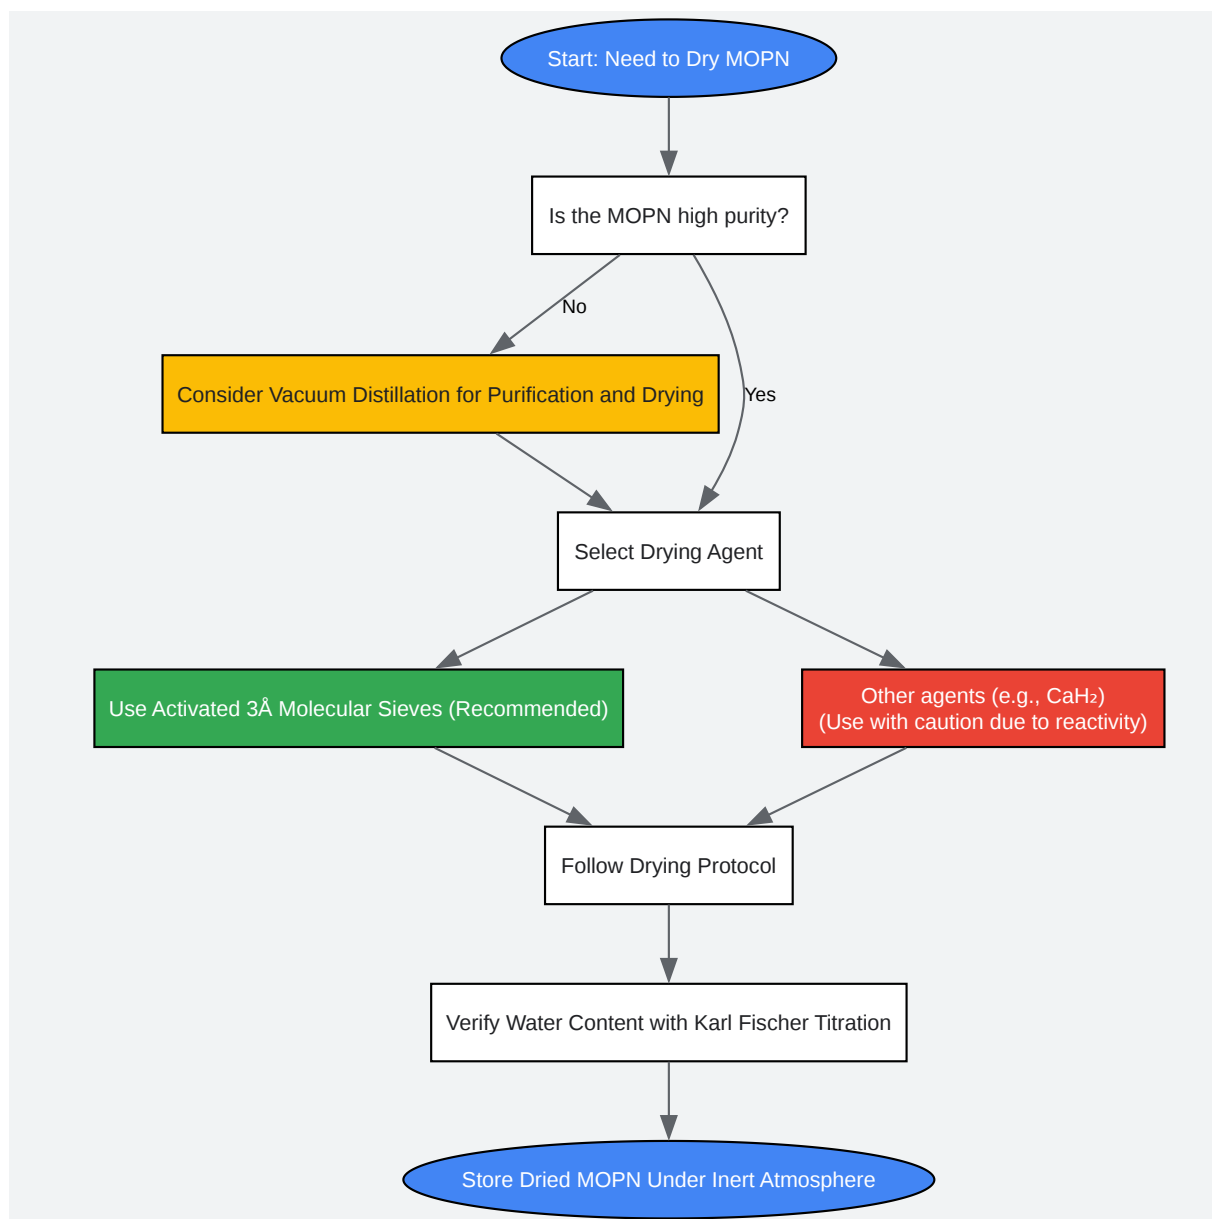 Start: Need to Dry MOPN
Is the MOPN high purity?
No
Consider Vacuum Distillation for Purification and Drying
Yes
Select Drying Agent
Use Activated 3Å Molecular Sieves (Recommended)
Other agents (e.g., CaH₂)
(Use with caution due to reactivity)
Follow Drying Protocol
Verify Water Content with Karl Fischer Titration
Store Dried MOPN Under Inert Atmosphere